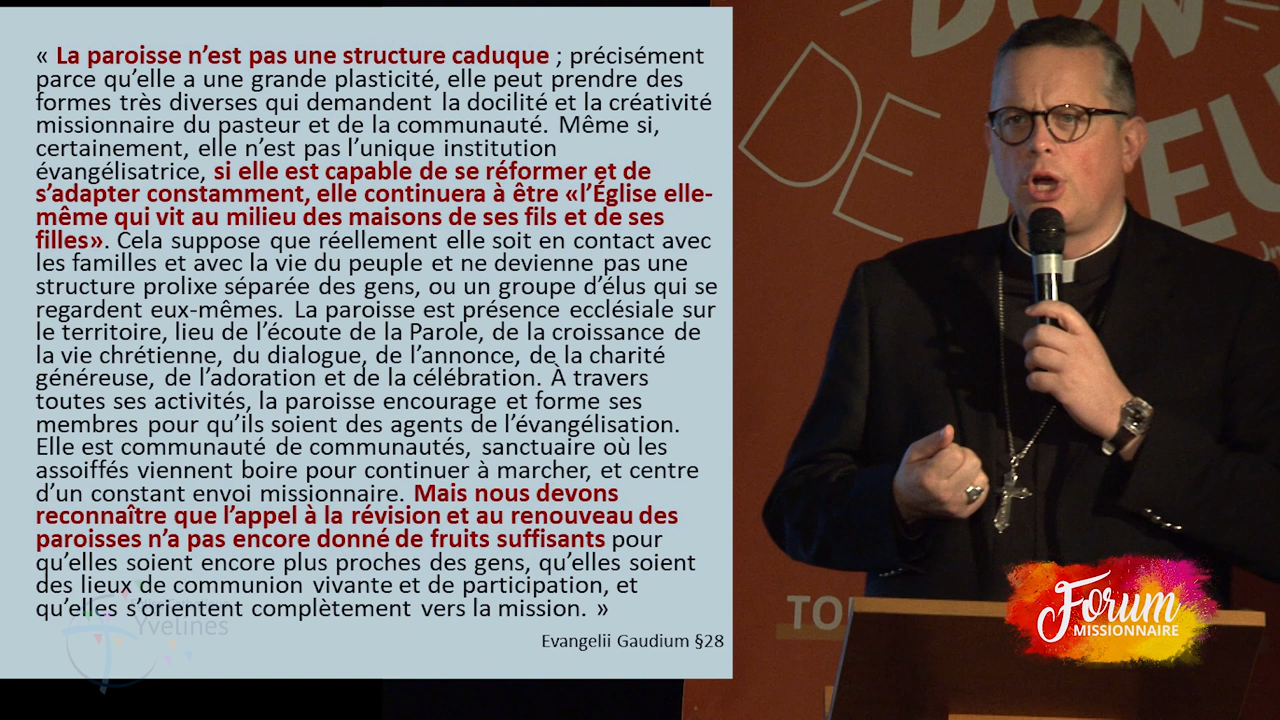 « La paroisse n’est pas une structure caduque ; précisément
parce qu’elle a une grande plasticité, elle peut prendre des
formes très diverses qui demandent la docilité et la créativité
missionnaire du pasteur et de la communauté. Même si,
certainement, elle n’est pas l’unique institution
évangélisatrice, si elle est capable de se réformer et de
s’adapter constamment, elle continuera à être «l’Église elle-
même qui vit au milieu des maisons de ses fils et de ses
filles». Cela suppose que réellement elle soit en contact avec
les familles et avec la vie du peuple et ne devienne pas une
structure prolixe séparée des gens, ou un groupe d’élus qui se
regardent eux-mêmes. La paroisse est présence ecclésiale sur
le territoire, lieu de l’écoute de la Parole, de la croissance de
la vie chrétienne, du dialogue, de l’annonce, de la charité
généreuse, de l’adoration et de la célébration. À travers
toutes ses activités, la paroisse encourage et forme ses
membres pour qu’ils soient des agents de l’évangélisation.
Elle est communauté de communautés, sanctuaire où les
assoiffés viennent boire pour continuer à marcher, et centre
d’un constant envoi missionnaire. Mais nous devons
reconnaître que l’appel à la révision et au renouveau des
paroisses n’a pas encore donné de fruits suffisants pour
qu’elles soient encore plus proches des gens, qu’elles soient
des lieux de communion vivante et de participation, et
qu’elles s’orientent complètement vers la mission. »
Evangelii Gaudium §28
Yvelines
DON
DE
Forum
MISSIONNAIRE